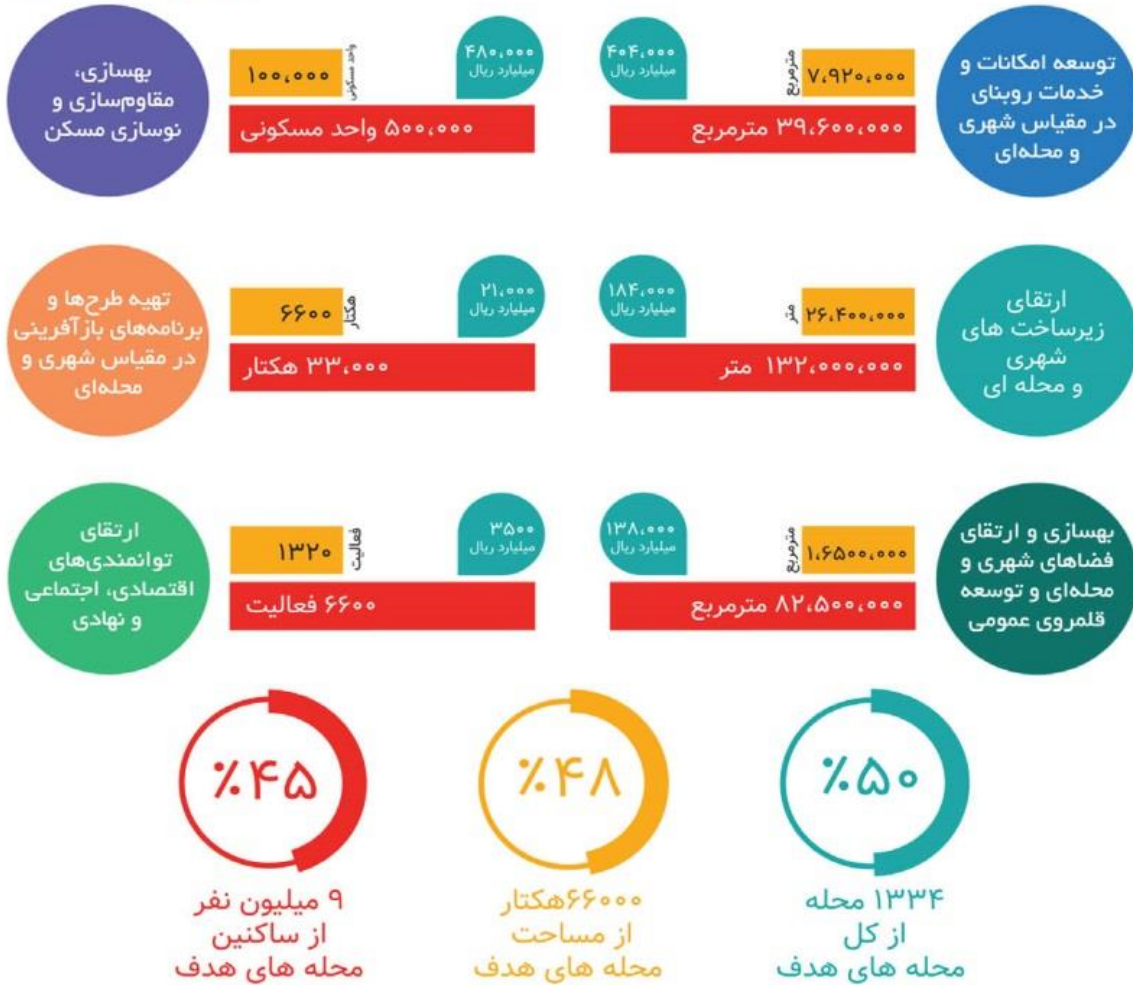 توسعه امکانات و
خدمات روبنای
در مقیاس شهری
و محله‌ای
۷،۹۲۰،۰۰۰
مترمربع
۴۰۴،۰۰۰
میلیارد ریال
۳۹،۶۰۰،۰۰۰ مترمربع
۴۸۰،۰۰۰
میلیارد ریال
واحد مسکونی
۱۰۰،۰۰۰
۵۰۰،۰۰۰ واحد مسکونی
بهسازی،
مقاوم‌سازی و
نوسازی مسکن
ارتقای
زیرساخت های
شهری
و محله ای
۲۶،۴۰۰،۰۰۰
متر
۱۸۴،۰۰۰
میلیارد ریال
۱۳۲،۰۰۰،۰۰۰ متر
۲۱،۰۰۰
میلیارد ریال
هکتار
۶۶۰۰
۳۳،۰۰۰ هکتار
تهیه طرح‌ها و
برنامه‌های بازآفرینی
در مقیاس شهری و
محله‌ای
بهسازی و ارتقای
فضاهای شهری و
محله‌ای و توسعه
قلمروی عمومی
۱،۶۵۰۰،۰۰۰
مترمربع
۱۳۸،۰۰۰
میلیارد ریال
۸۲،۵۰۰،۰۰۰ مترمربع
۳۵۰۰
میلیارد ریال
فعالیت
۱۳۲۰
۶۶۰۰ فعالیت
ارتقای
توانمندی‌های
اقتصادی، اجتماعی
و نهادی
٪۵۰
۱۳۳۴ محله
از کل
محله های هدف
٪۴۸
۶۶۰۰۰هکتار
از مساحت
محله های هدف
٪۴۵
۹ میلیون نفر
از ساکنین
محله های هدف